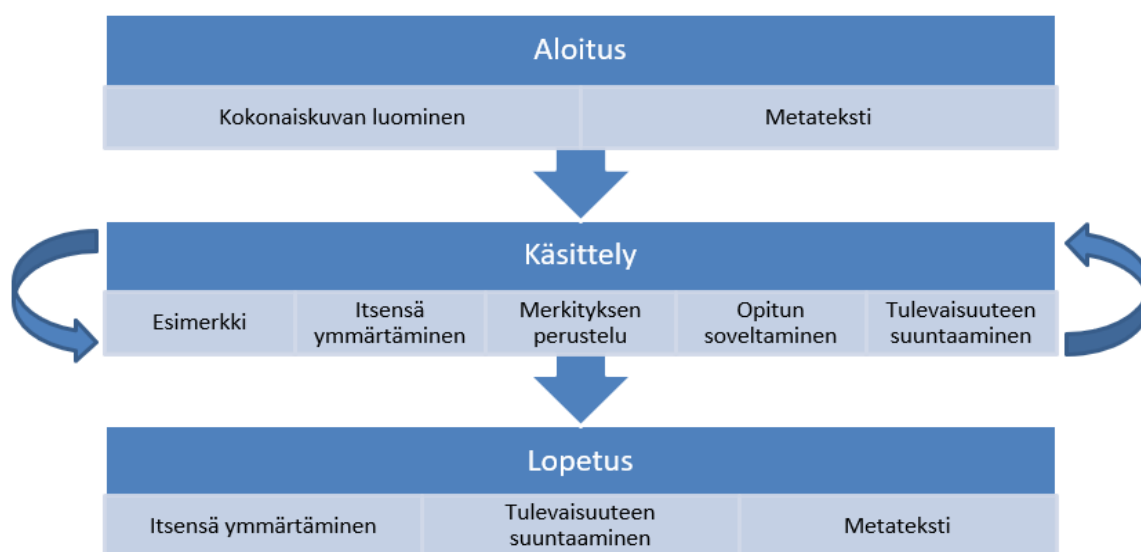 Aloitus
Kokonaiskuvan luominen
Metateksti
Käsittely
Esimerkki
Itsensä
ymmärtäminen
Merkityksen
perustelu
Opitun
soveltaminen
Tulevaisuuteen
suuntaaminen
Lopetus
Itsensä ymmärtäminen
Tulevaisuuteen
suuntaaminen
Metateksti